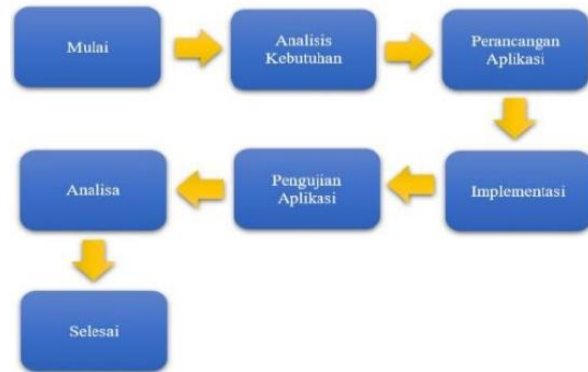 Mulai
Analisis
Kebutuhan
Perancangan
Aplikasi
Implementasi
Pengujian
Aplikasi
Analisa
Selesai